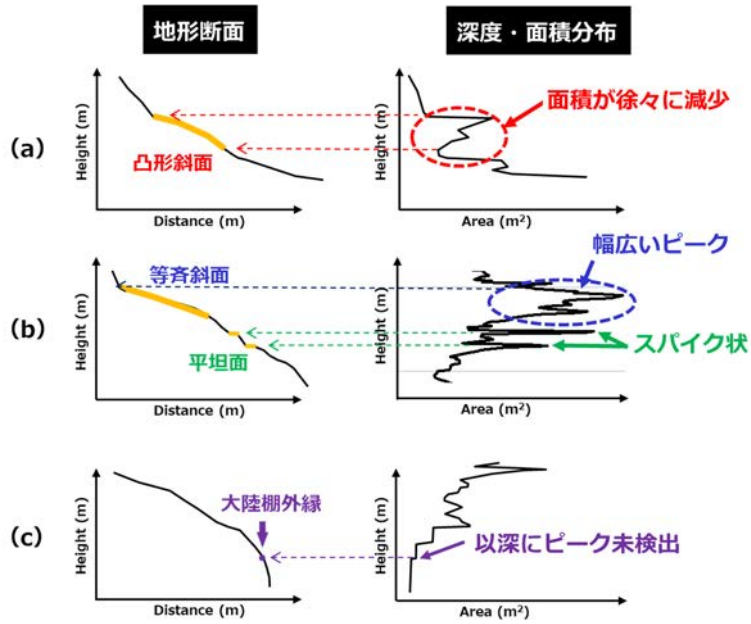 地形断面
深度・面積分布
(a)
Height (m)
凸形斜面
Distance (m)
Height (m)
面積が徐々に減少
Area (m²)
(b)
Height (m)
等斉斜面
平坦面
Distance (m)
Height (m)
幅広いピーク
スパイク状
Area (m²)
(c)
Height (m)
大陸棚外縁
Distance (m)
Height (m)
以深にピーク未検出
Area (m²)